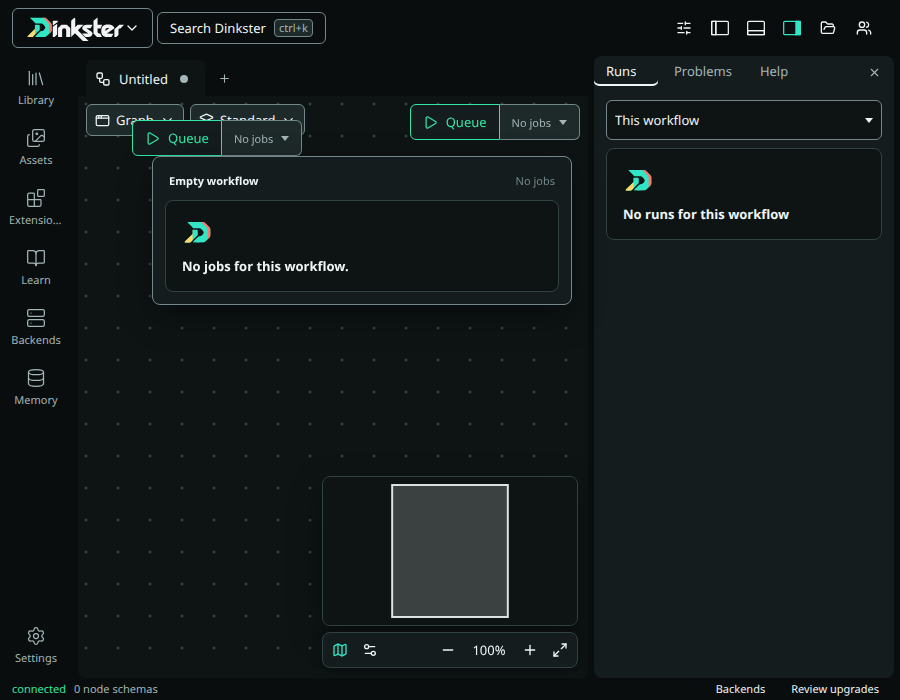 Dinkster
Search Dinkster ctrl+k
Library
Assets
Extensio...
Learn
Backends
Memory
Settings
Untitled
Graph
Standard
Queue No jobs
Queue No jobs
Empty workflow No jobs
No jobs for this workflow.
100%
Runs Problems Help
This workflow
No runs for this workflow
connected 0 node schemas
Backends Review upgrades